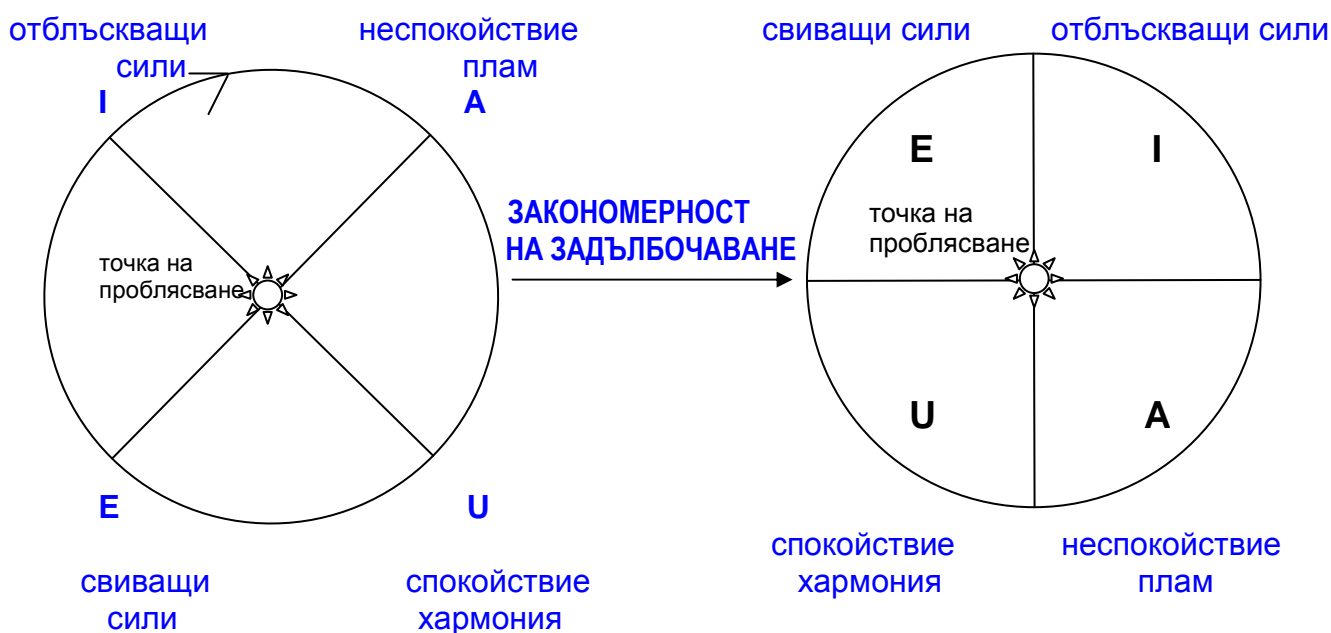 отблъскващи
сили
I
неспокойствие
плам
A
точка на
проблясване
E
U
свиващи
сили
спокойствие
хармония
ЗАКОНОМЕРНОСТ
НА ЗАДЪЛБОЧАВАНЕ
свиващи сили
отблъскващи сили
E
I
точка на
проблясване
U
A
спокойствие
хармония
неспокойствие
плам